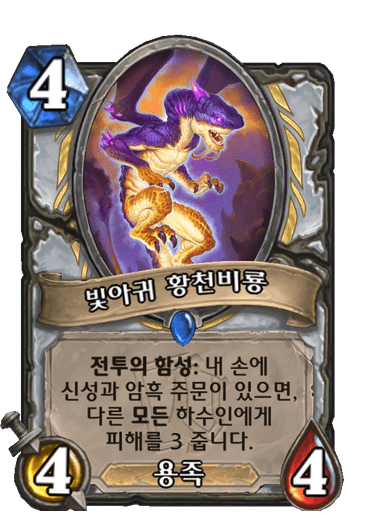 4
빛아귀 황천비룡
전투의 함성: 내 손에
신성과 암흑 주문이 있으면,
다른 모든 하수인에게
피해를 3 줍니다.
4 용족 4